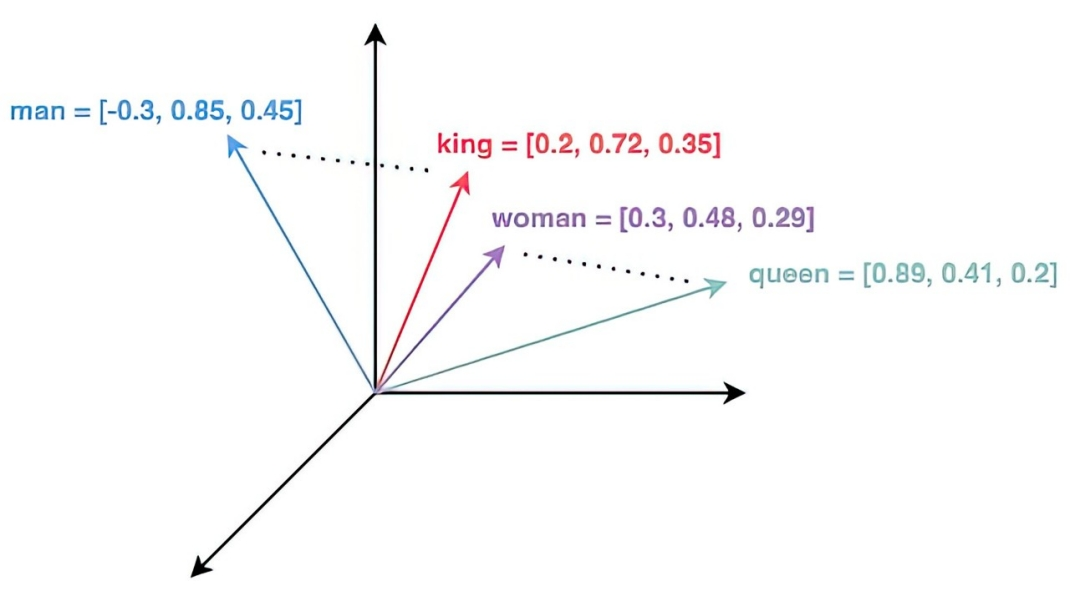 man = [-0.3, 0.85, 0.45]
king = [0.2, 0.72, 0.35]
woman = [0.3, 0.48, 0.29]
queen = [0.89, 0.41, 0.2]